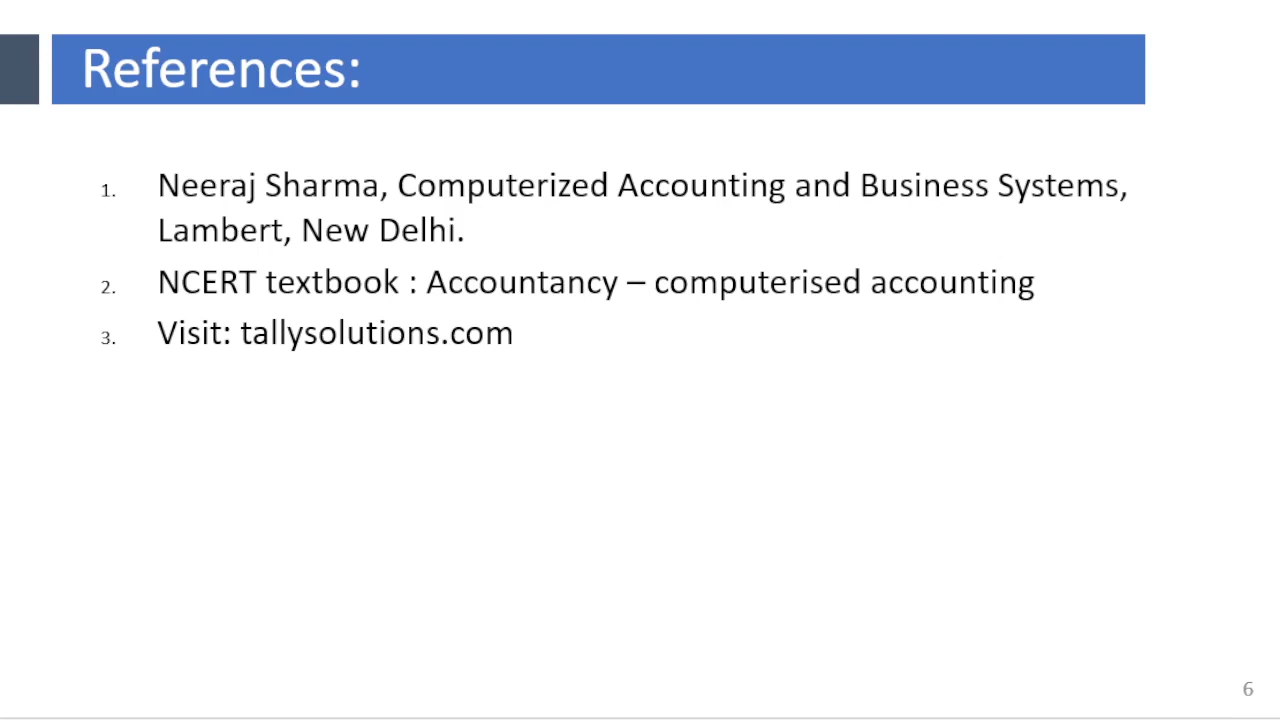 References:
1. Neeraj Sharma, Computerized Accounting and Business Systems,
Lambert, New Delhi.
2. NCERT textbook : Accountancy – computerised accounting
3. Visit: tallysolutions.com
6